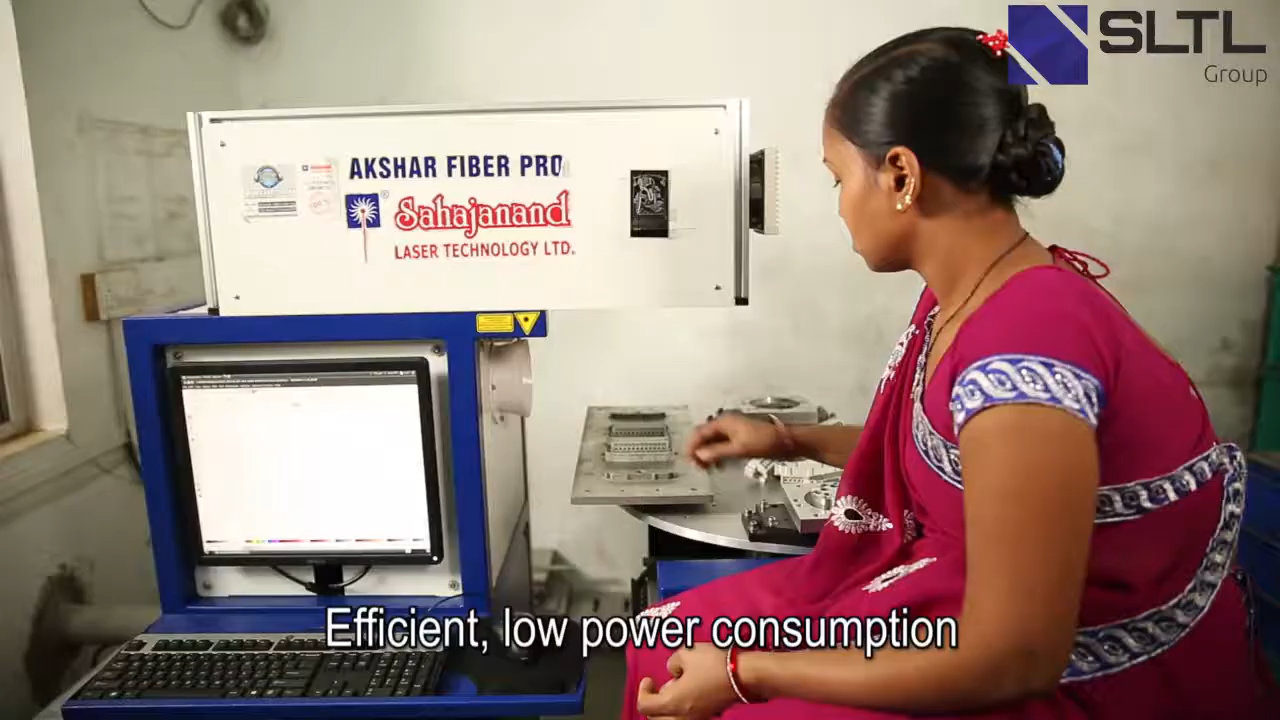 SLTL
Group
AKSHAR FIBER PRO
Sahajanand
LASER TECHNOLOGY LTD.
Efficient, low power consumption